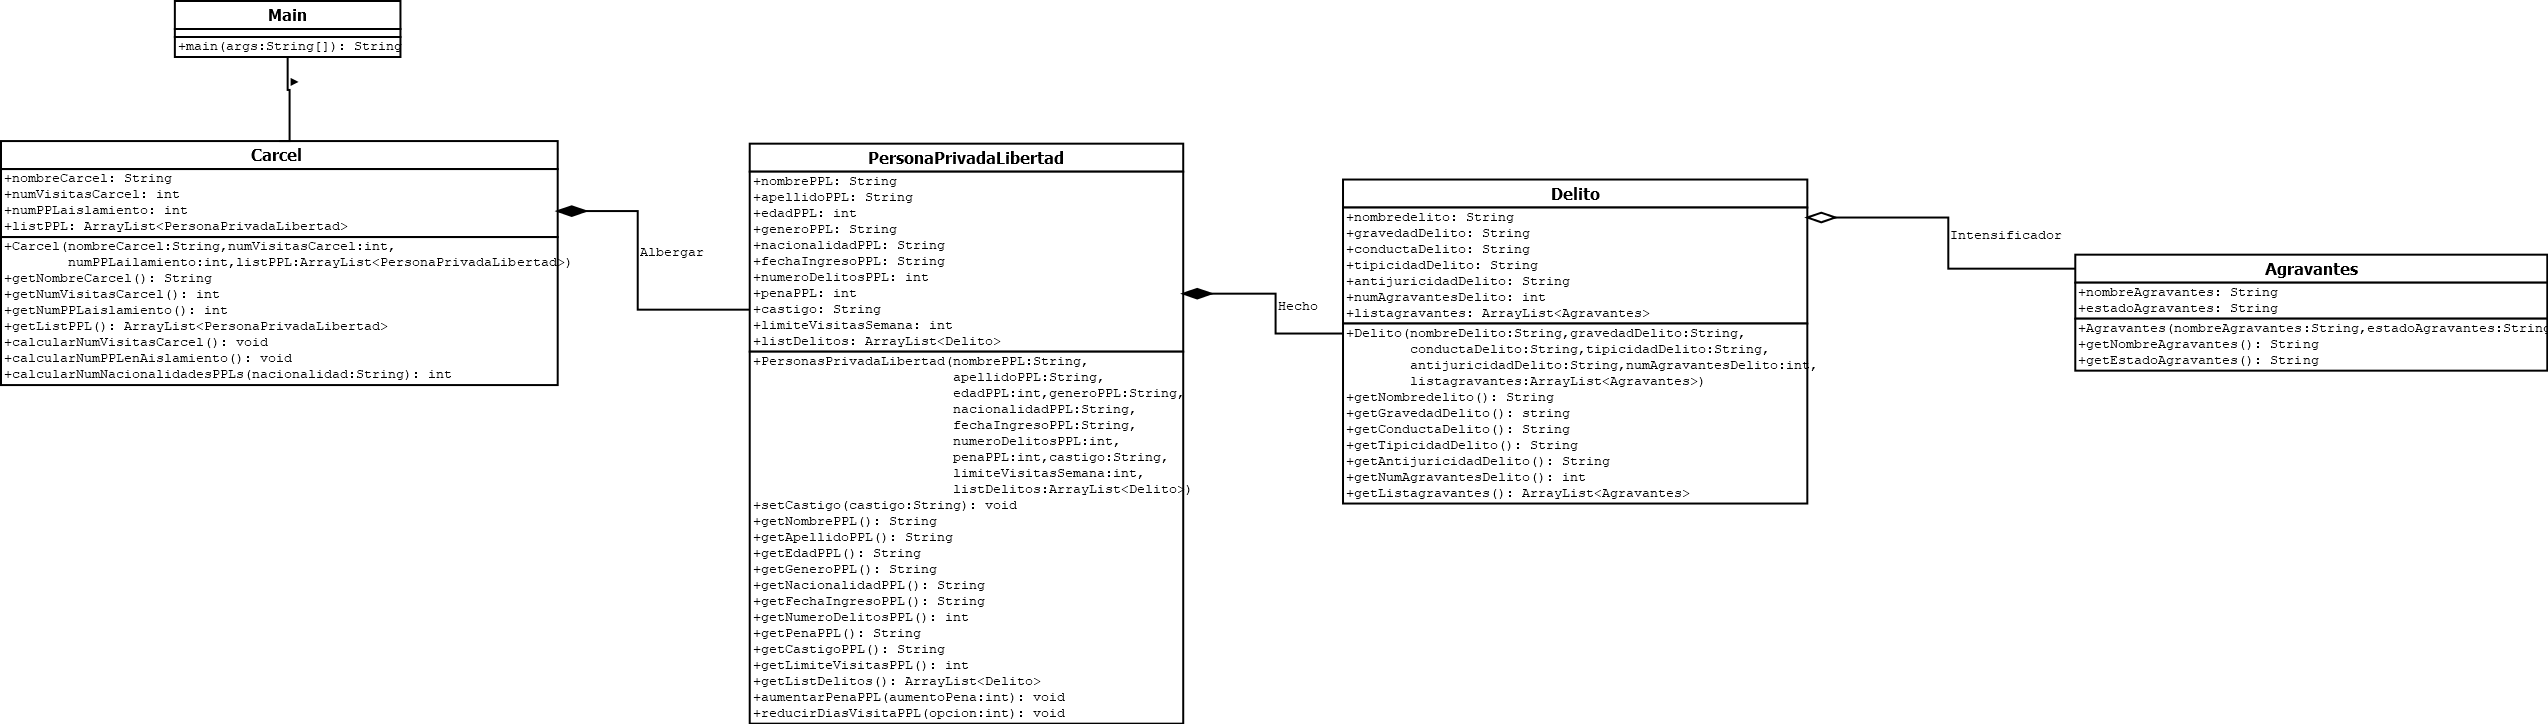 Main
+main(args:String[]): String
Carcel
+nombreCarcel: String
+numVisitasCarcel: int
+numPPLaislamiento: int
+listPPL: ArrayList<PersonaPrivadaLibertad>
+Carcel(nombreCarcel:String,numVisitasCarcel:int,
numPPLailamiento:int,listPPL:ArrayList<PersonaPrivadaLibertad>)
+getNombreCarcel(): String
+getNumVisitasCarcel(): int
+getNumPPLaislamiento(): int
+getListPPL(): ArrayList<PersonaPrivadaLibertad>
+calcularNumVisitasCarcel(): void
+calcularNumPPLenAislamiento(): void
+calcularNumNacionalidadesPPLs(nacionalidad:String): int
Albergar
PersonaPrivadaLibertad
+nombrePPL: String
+apellidoPPL: String
+edadPPL: int
+generoPPL: String
+nacionalidadPPL: String
+fechaIngresoPPL: String
+numeroDelitosPPL: int
+penaPPL: int
+castigo: String
+limiteVisitasSemana: int
+listDelitos: ArrayList<Delito>
+PersonasPrivadaLibertad(nombrePPL:String,
apellidoPPL:String,
edadPPL:int,generoPPL:String,
nacionalidadPPL:String,
fechaIngresoPPL:String,
numeroDelitosPPL:int,
penaPPL:int,castigo:String,
limiteVisitasSemana:int,
listDelitos:ArrayList<Delito>)
+setCastigo(castigo:String): void
+getNombrePPL(): String
+getApellidoPPL(): String
+getEdadPPL(): String
+getGeneroPPL(): String
+getNacionalidadPPL(): String
+getFechaIngresoPPL(): String
+getNumeroDelitosPPL(): int
+getPenaPPL(): String
+getCastigoPPL(): String
+getLimiteVisitasPPL(): int
+getListDelitos(): ArrayList<Delito>
+aumentarPenaPPL(aumentoPena:int): void
+reducirDiasVisitaPPL(opcion:int): void
Hecho
Delito
+nombredelito: String
+gravedadDelito: String
+conductaDelito: String
+tipicidadDelito: String
+antijuricidadDelito: String
+numAgravantesDelito: int
+listagravantes: ArrayList<Agravantes>
+Delito(nombreDelito:String,gravedadDelito:String,
conductaDelito:String,tipicidadDelito:String,
antijuricidadDelito:String,numAgravantesDelito:int,
listagravantes:ArrayList<Agravantes>)
+getNombredelito(): String
+getGravedadDelito(): string
+getConductaDelito(): String
+getTipicidadDelito(): String
+getAntijuricidadDelito(): String
+getNumAgravantesDelito(): int
+getListagravantes(): ArrayList<Agravantes>
Intensificador
Agravantes
+nombreAgravantes: String
+estadoAgravantes: String
+Agravantes(nombreAgravantes:String,estadoAgravantes:String
+getNombreAgravantes(): String
+getEstadoAgravantes(): String